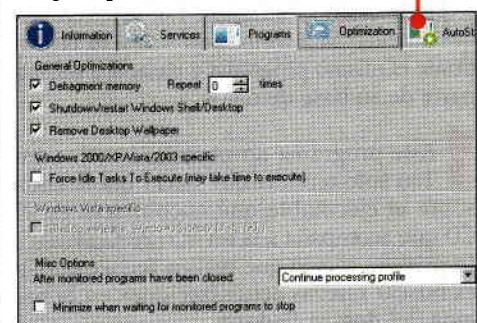 Information Services Programs Optimization AutoSt
General Optimizations
Defragment memory Repeat 0 times
Shutdown/restart Windows Shell/Desktop
Remove Desktop Wallpaper
Windows 2000/XP/Vista/2003 specific
Force Idle Tasks To Execute (may take time to execute)
Windows Vista specific
Misc Options
After monitored programs have been closed: Continue processing profile
Minimize when waiting for monitored programs to stop